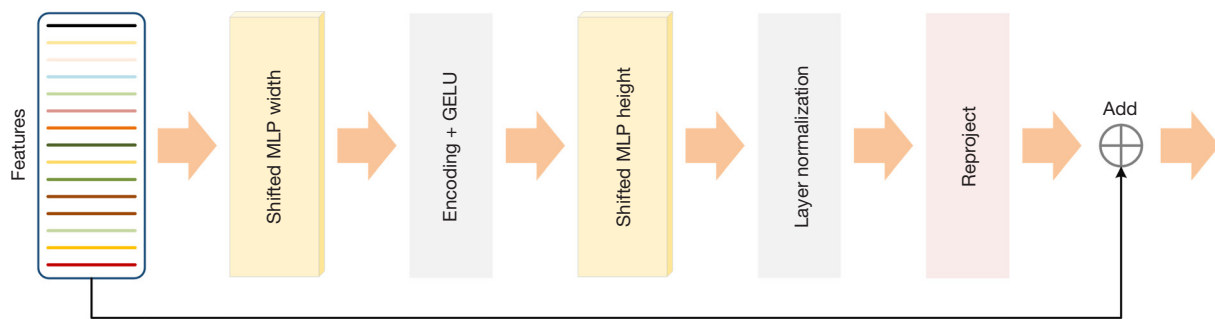 Features
Shifted MLP width
Encoding + GELU
Shifted MLP height
Layer normalization
Reproject
Add